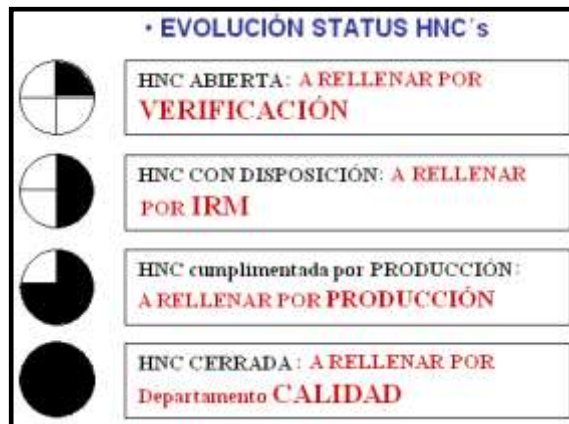 • EVOLUCIÓN STATUS HNC´s
HNC ABIERTA: A RELLENAR POR
VERIFICACIÓN
HNC CON DISPOSICIÓN: A RELLENAR
POR IRM
HNC cumplimentada por PRODUCCIÓN:
A RELLENAR POR PRODUCCIÓN
HNC CERRADA: A RELLENAR POR
Departamento CALIDAD